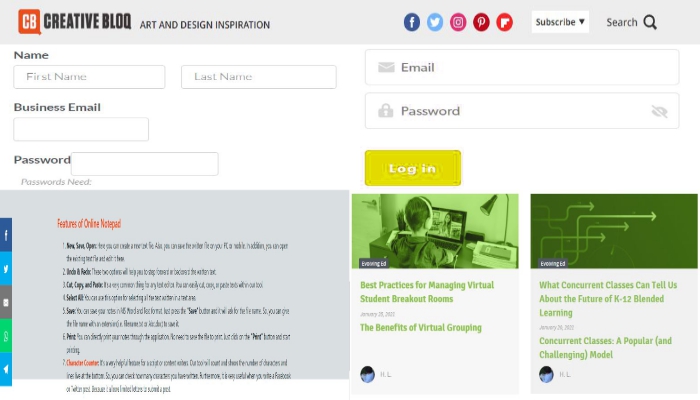 CB CREATIVE BLOQ ART AND DESIGN INSPIRATION
Subscribe ▼ Search
Name
First Name Last Name
Business Email
Password
Passwords Need:
Email
Password
Log in
Features of Online Notepad
1. New, Save, Open: Here you can create a new text file. Also, you can save the written file on your PC or mobile. In addition, you can open
the existing text file and edit it here.
2. Undo & Redo: These two options will help you to step forward or backward the written text.
3. Cut, Copy, and Paste: It's a very common thing for any text editor. You can easily cut, copy, or paste texts within our tool.
4. Select All: You can use this option for selecting all the text written in a text area.
5. Save: You can save your notes in MS Word and Text format. Just press the "Save" button and it will ask for the file name. So, you can give
the file name with an extension(i.e. filename.txt or filename.doc) to save it.
6. Print: You can directly print your notes through the application. No need to save the file to print. Just click on the "Print" button and start
printing.
7. Character Counter: It's a very helpful feature for a script or content writers. Our tool will count and show the number of characters and
lines live at the bottom. So, you can check how many characters you have written. Furthermore, it is very useful when you write a Facebook
or Twitter post. Because it allows limited letters to submit a post.
Evolving Ed
Best Practices for Managing Virtual
Student Breakout Rooms
January 28, 2021
The Benefits of Virtual Grouping
K. L.
Evolving Ed
What Concurrent Classes Can Tell Us
About the Future of K-12 Blended
Learning
January 26, 2021
Concurrent Classes: A Popular (and
Challenging) Model
K. L.